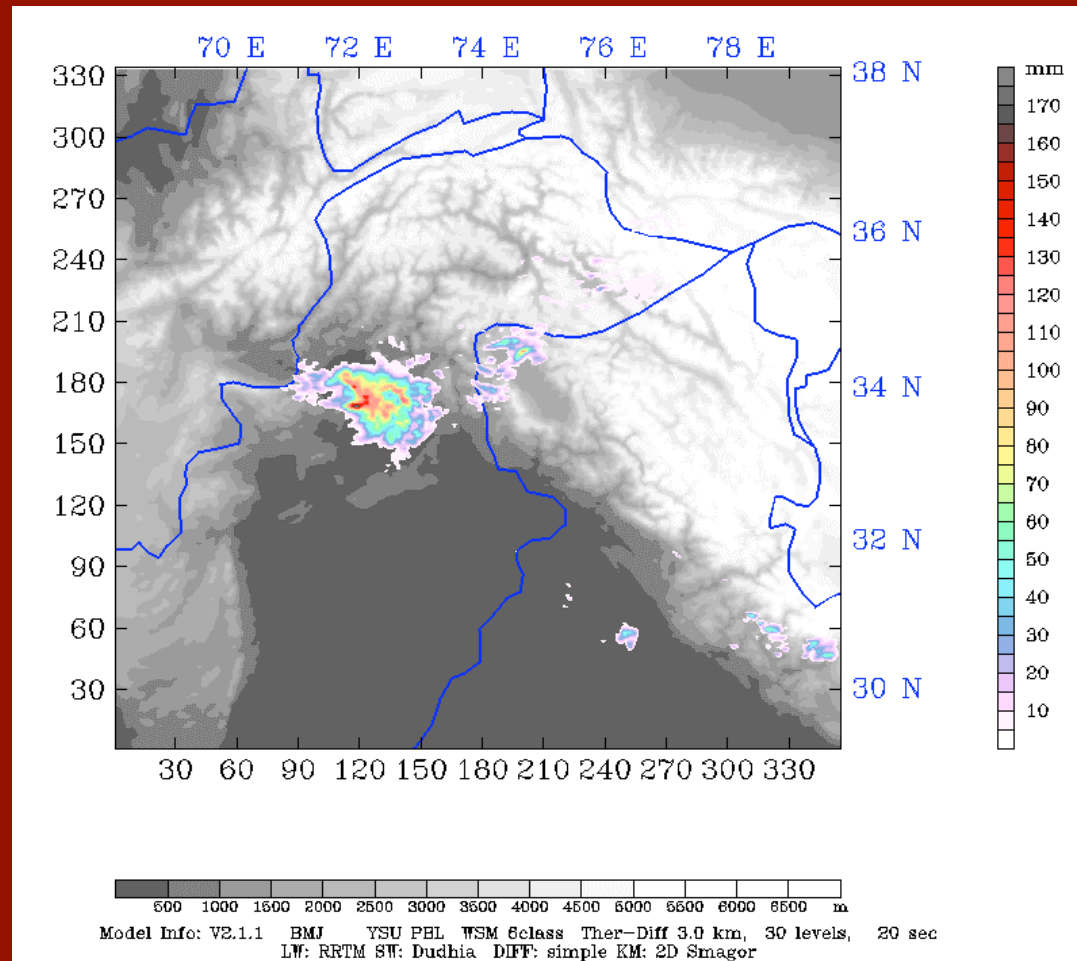 70 E 72 E 74 E 76 E 78 E
mm
330
300
270
240
210
180
150
120
90
60
30
38 N
36 N
34 N
32 N
30 N
170
160
150
140
130
120
110
100
90
80
70
60
50
40
30
20
10
30 60 90 120 150 180 210 240 270 300 330
500 1000 1500 2000 2500 3000 3500 4000 4500 5000 5500 6000 6500 m
Model Info: V2.1.1 BMJ YSU PBL WSM 6class Ther-Diff 3.0 km, 30 levels, 20 sec
LW: RRTM SW: Dudhia DIFF: simple KM: 2D Smagor